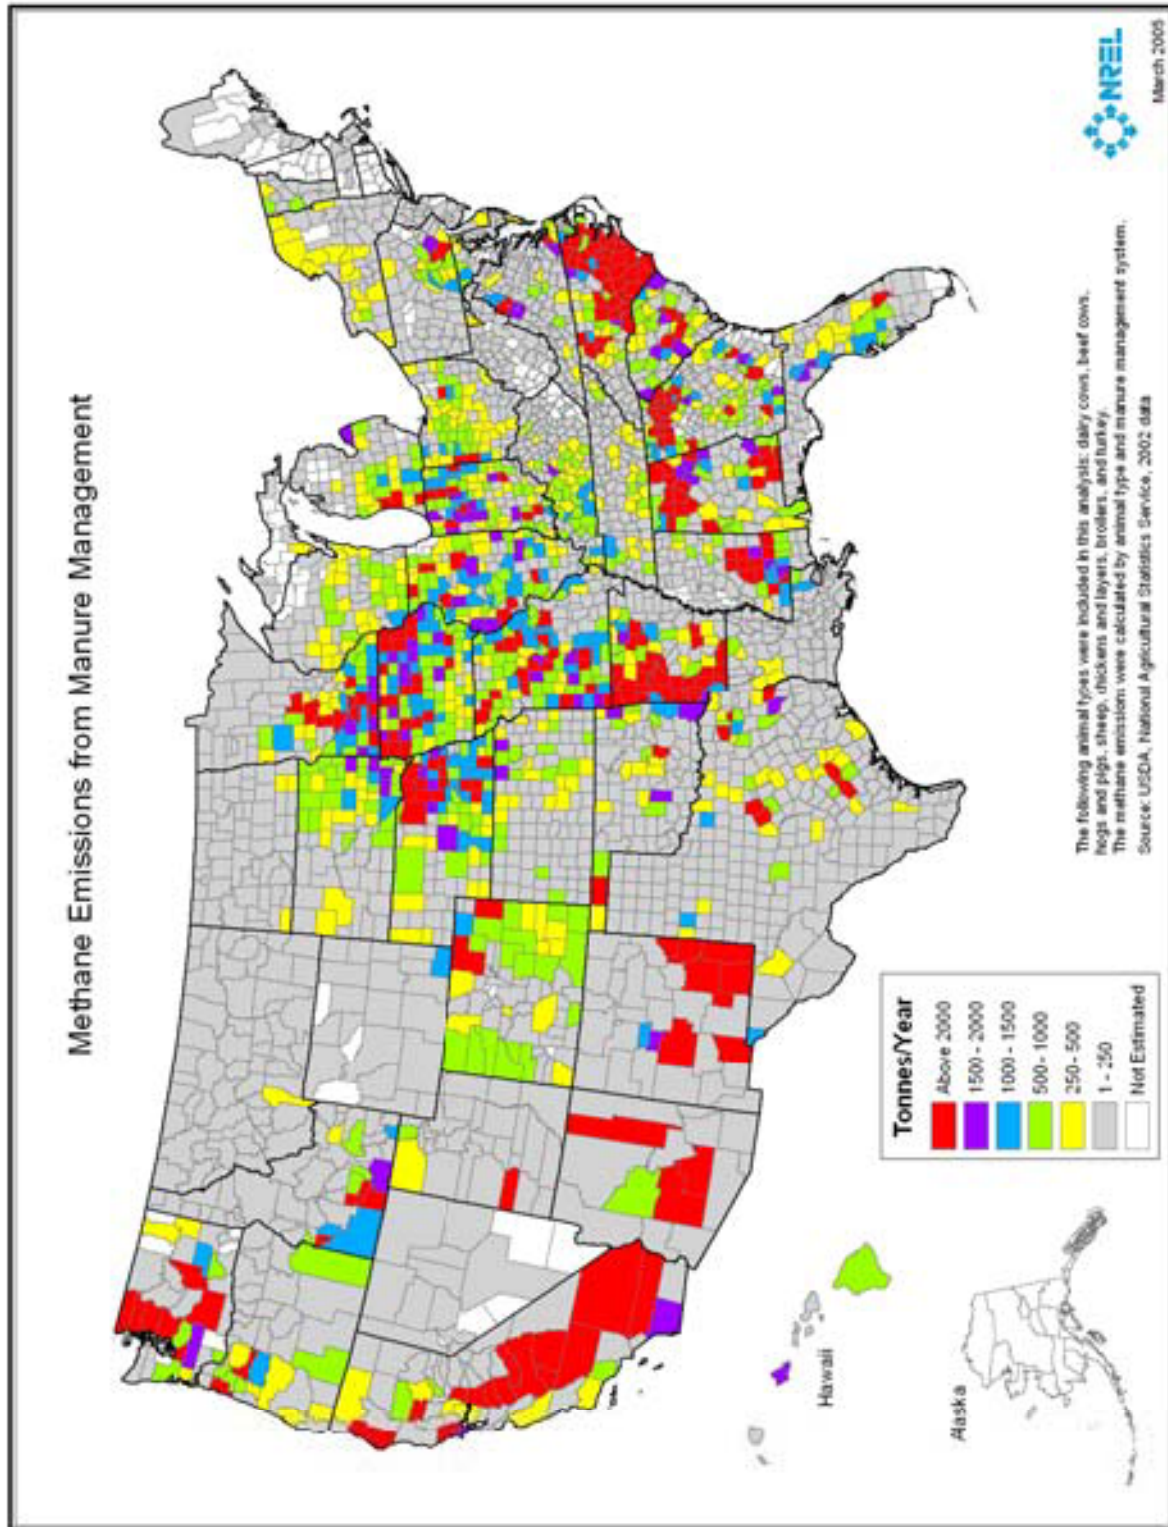 Methane Emissions from Manure Management
Hawaii
Alaska
Tonnes/Year
Above 2000
1500 - 2000
1000 - 1500
500 - 1000
250 - 500
1 - 250
Not Estimated
The following animal types were included in this analysis: dairy cows, beef cows,
hogs and pigs, sheep, chickens and layers, broilers, and turkey.
The methane emission were calculated by animal type and manure management system.
Source: USDA, National Agricultural Statistics Service, 2002 data
NREL
March 2005